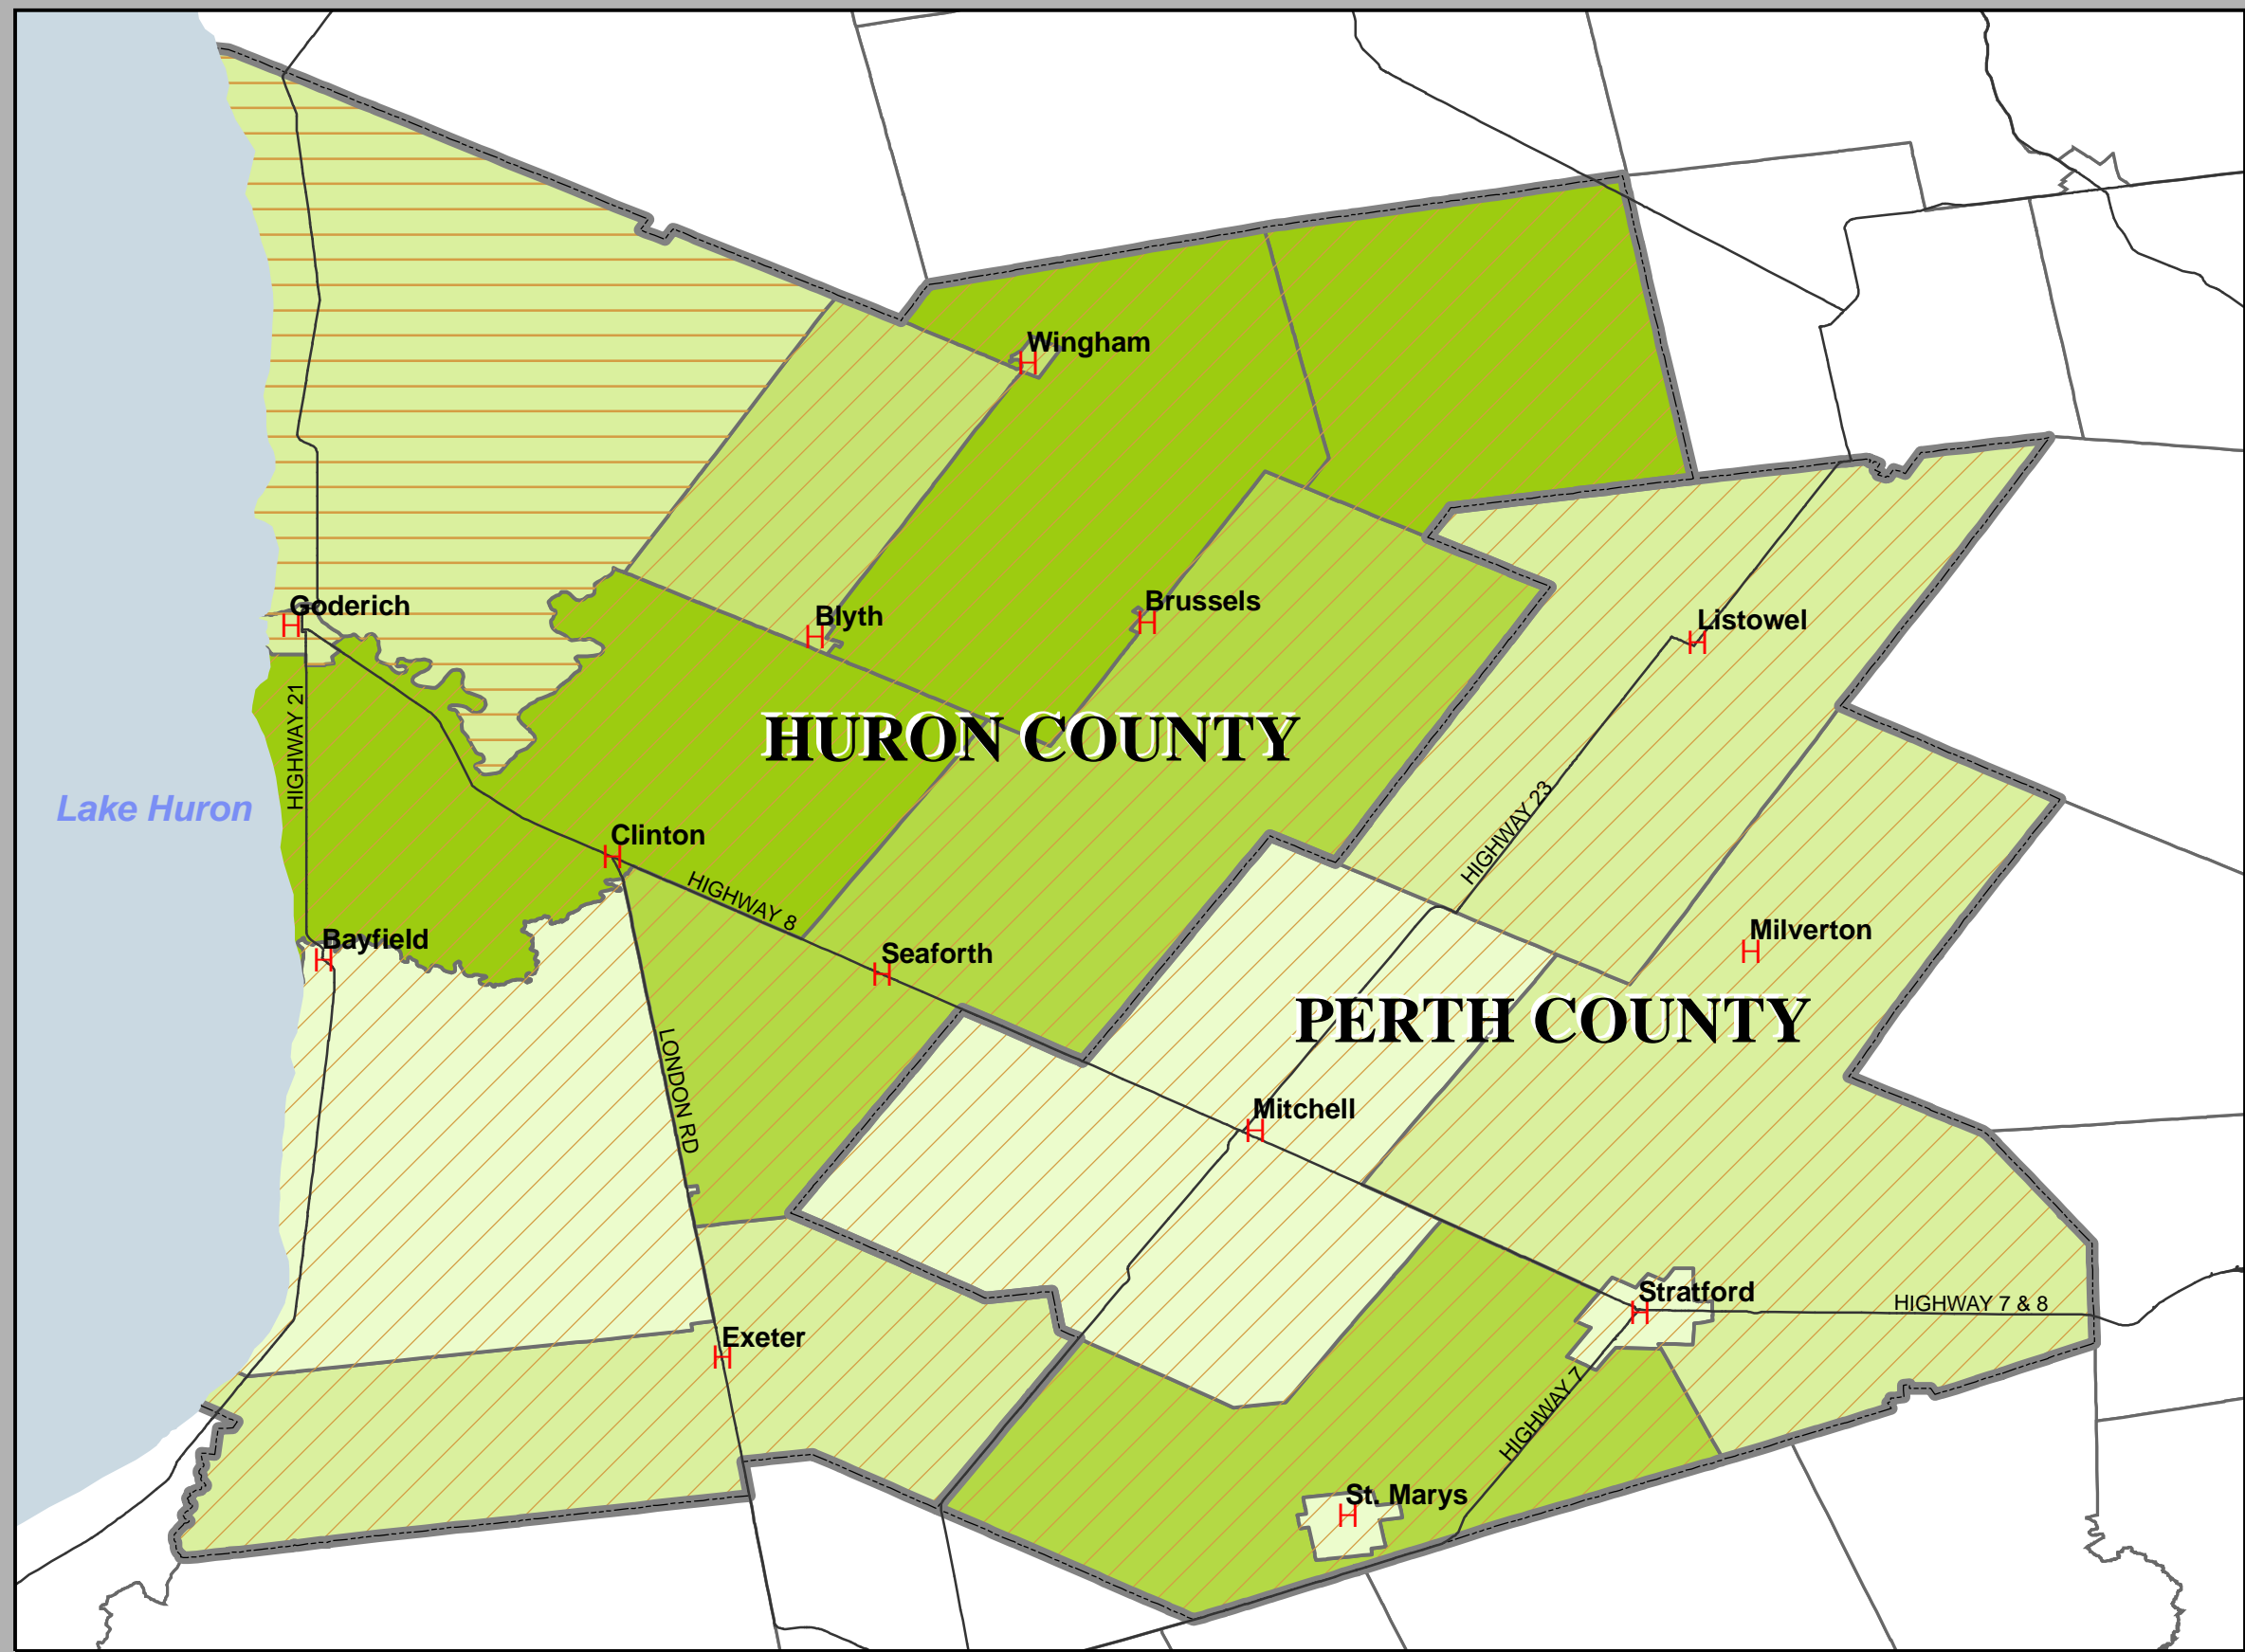 Wingham
H
Goderich
H
Blyth
H
Brussels
H
Listowel
H
HIGHWAY 21
HURON COUNTY
Lake Huron
Clinton
H
HIGHWAY 8
HIGHWAY 23
Bayfield
H
Seaforth
H
Milverton
H
PERTH COUNTY
LONDON RD
Mitchell
H
Stratford
H
HIGHWAY 7 & 8
Exeter
H
HIGHWAY 7
St. Marys
H